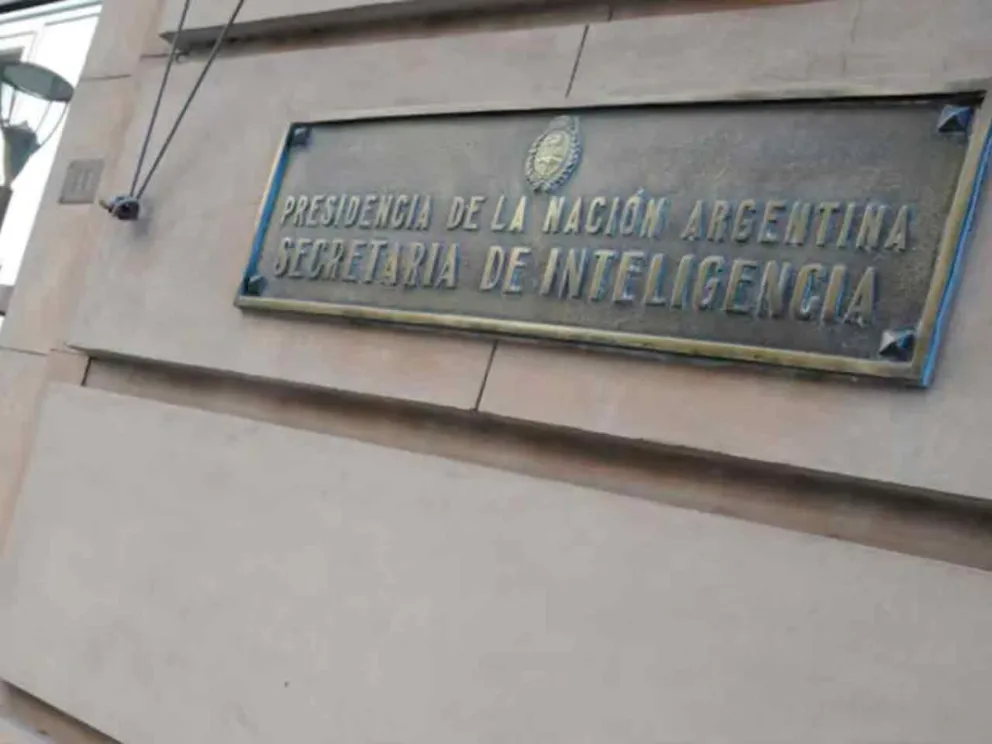 PRESIDENCIA DE LA NACIÓN ARGENTINA
SECRETARIA DE INTELIGENCIA